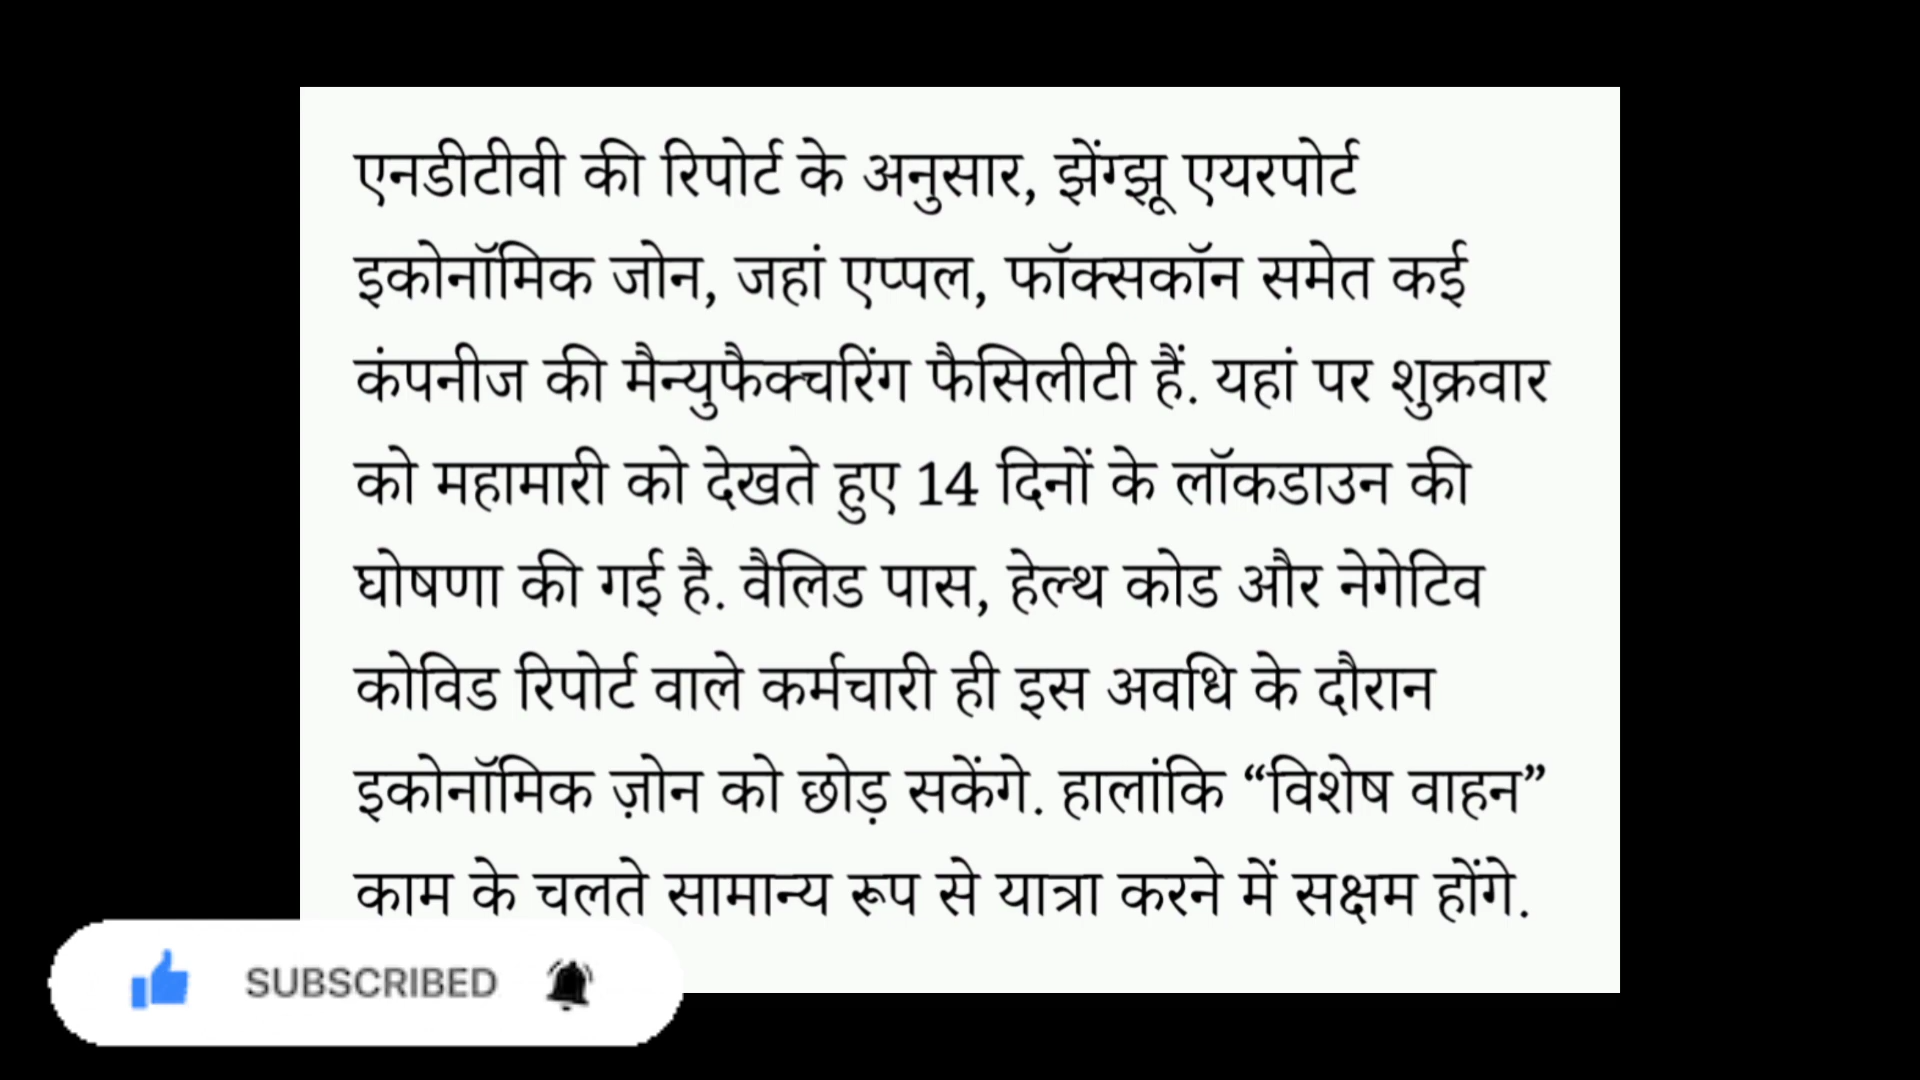 एनडीटीवी की रिपोर्ट के अनुसार, झेंग्झू एयरपोर्ट
इकोनॉमिक जोन, जहां एप्पल, फॉक्सकॉन समेत कई
कंपनीज की मैन्युफैक्चरिंग फैसिलीटी हैं. यहां पर शुक्रवार
को महामारी को देखते हुए 14 दिनों के लॉकडाउन की
घोषणा की गई है. वैलिड पास, हेल्थ कोड और नेगेटिव
कोविड रिपोर्ट वाले कर्मचारी ही इस अवधि के दौरान
इकोनॉमिक ज़ोन को छोड़ सकेंगे. हालांकि “विशेष वाहन”
काम के चलते सामान्य रूप से यात्रा करने में सक्षम होंगे.
SUBSCRIBED